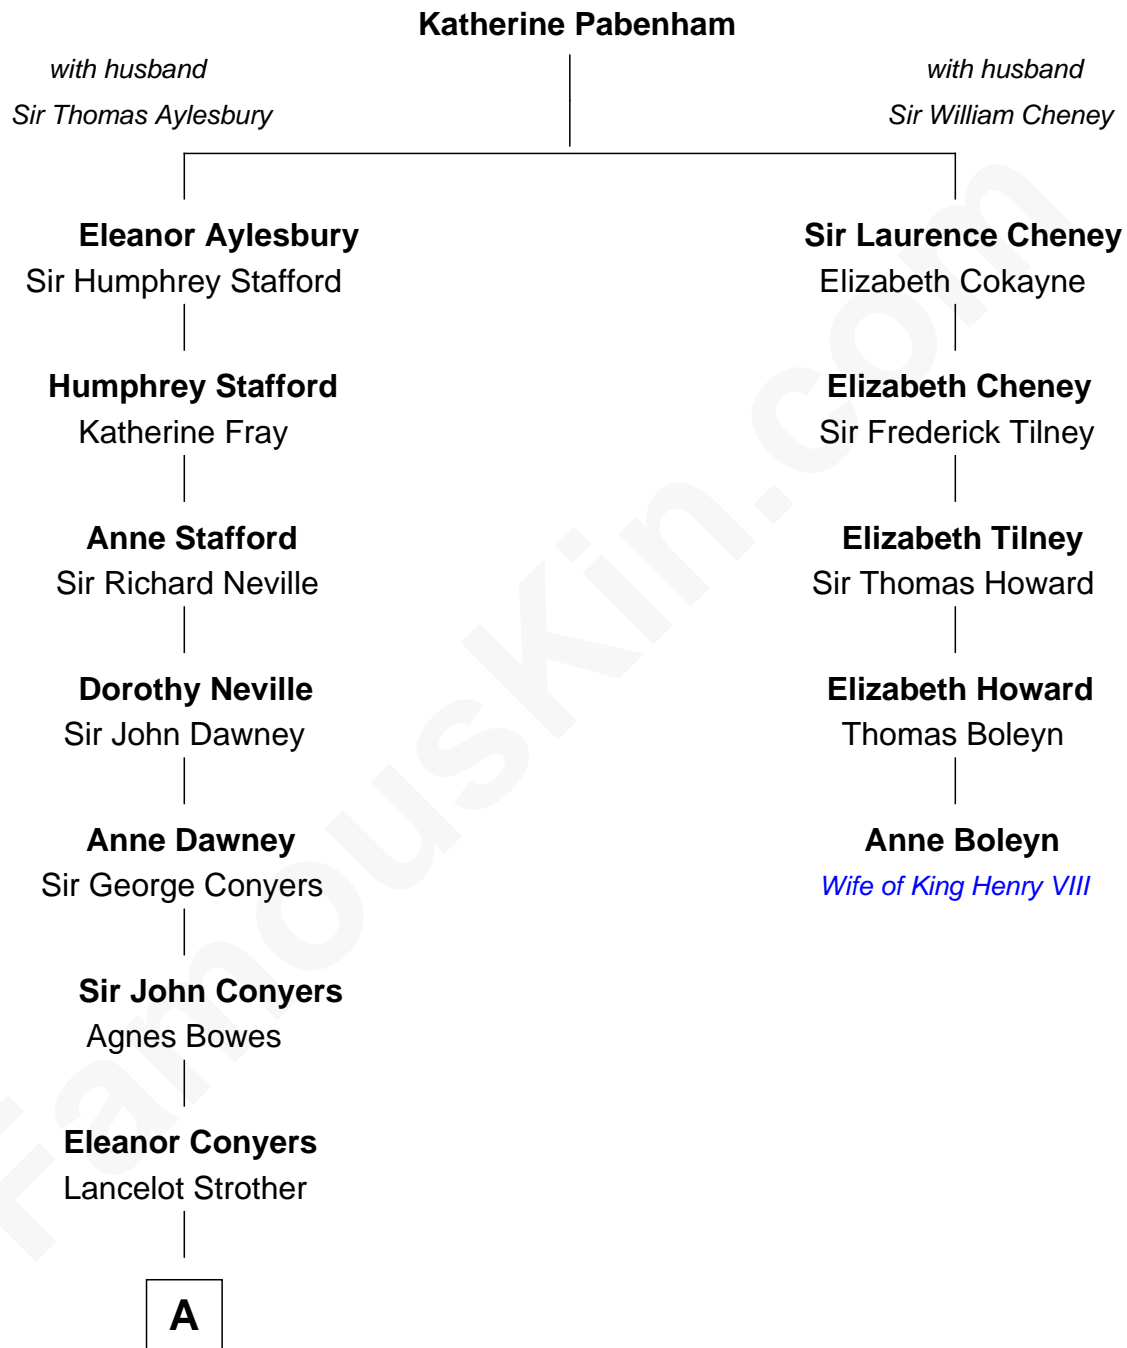 Katherine Pabenham
with husband
Sir Thomas Aylesbury
with husband
Sir William Cheney
Eleanor Aylesbury
Sir Humphrey Stafford
Sir Laurence Cheney
Elizabeth Cokayne
Humphrey Stafford
Katherine Fray
Elizabeth Cheney
Sir Frederick Tilney
Anne Stafford
Sir Richard Neville
Elizabeth Tilney
Sir Thomas Howard
Dorothy Neville
Sir John Dawney
Elizabeth Howard
Thomas Boleyn
Anne Dawney
Sir George Conyers
Anne Boleyn
Wife of King Henry VIII
Sir John Conyers
Agnes Bowes
Eleanor Conyers
Lancelot Strother
A
FamousKin.com